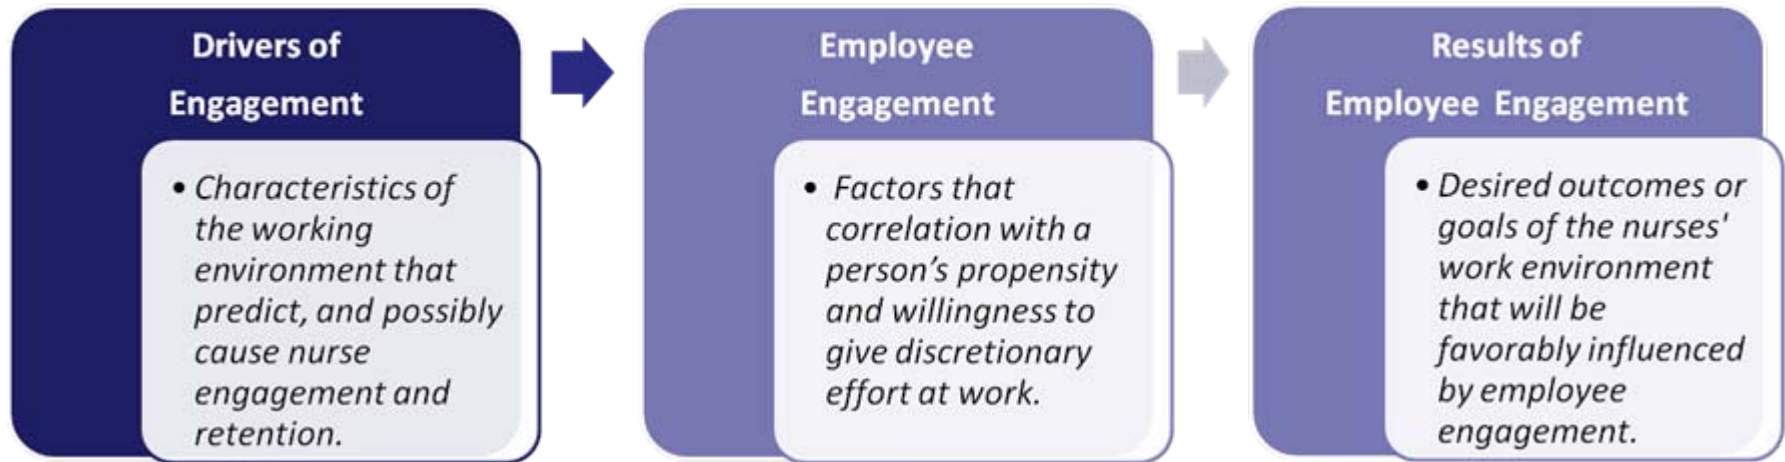 Drivers of
Engagement
• Characteristics of
the working
environment that
predict, and possibly
cause nurse
engagement and
retention.
Employee
Engagement
• Factors that
correlation with a
person’s propensity
and willingness to
give discretionary
effort at work.
Results of
Employee Engagement
• Desired outcomes or
goals of the nurses'
work environment
that will be
favorably influenced
by employee
engagement.